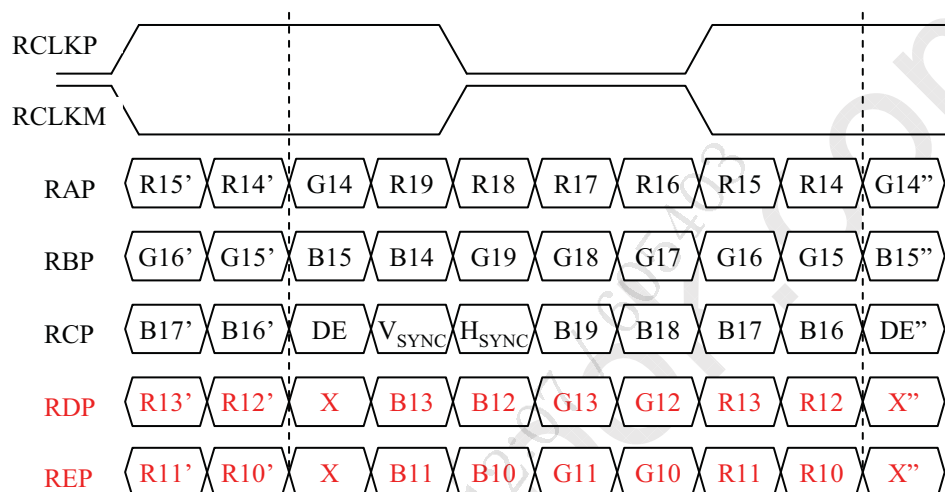 RCLKP
RCLKM
RAP R15’ R14’ G14 R19 R18 R17 R16 R15 R14 G14”
RBP G16’ G15’ B15 B14 G19 G18 G17 G16 G15 B15”
RCP B17’ B16’ DE VSYNC HSYNC B19 B18 B17 B16 DE”
RDP R13’ R12’ X B13 B12 G13 G12 R13 R12 X”
REP R11’ R10’ X B11 B10 G11 G10 R11 R10 X”